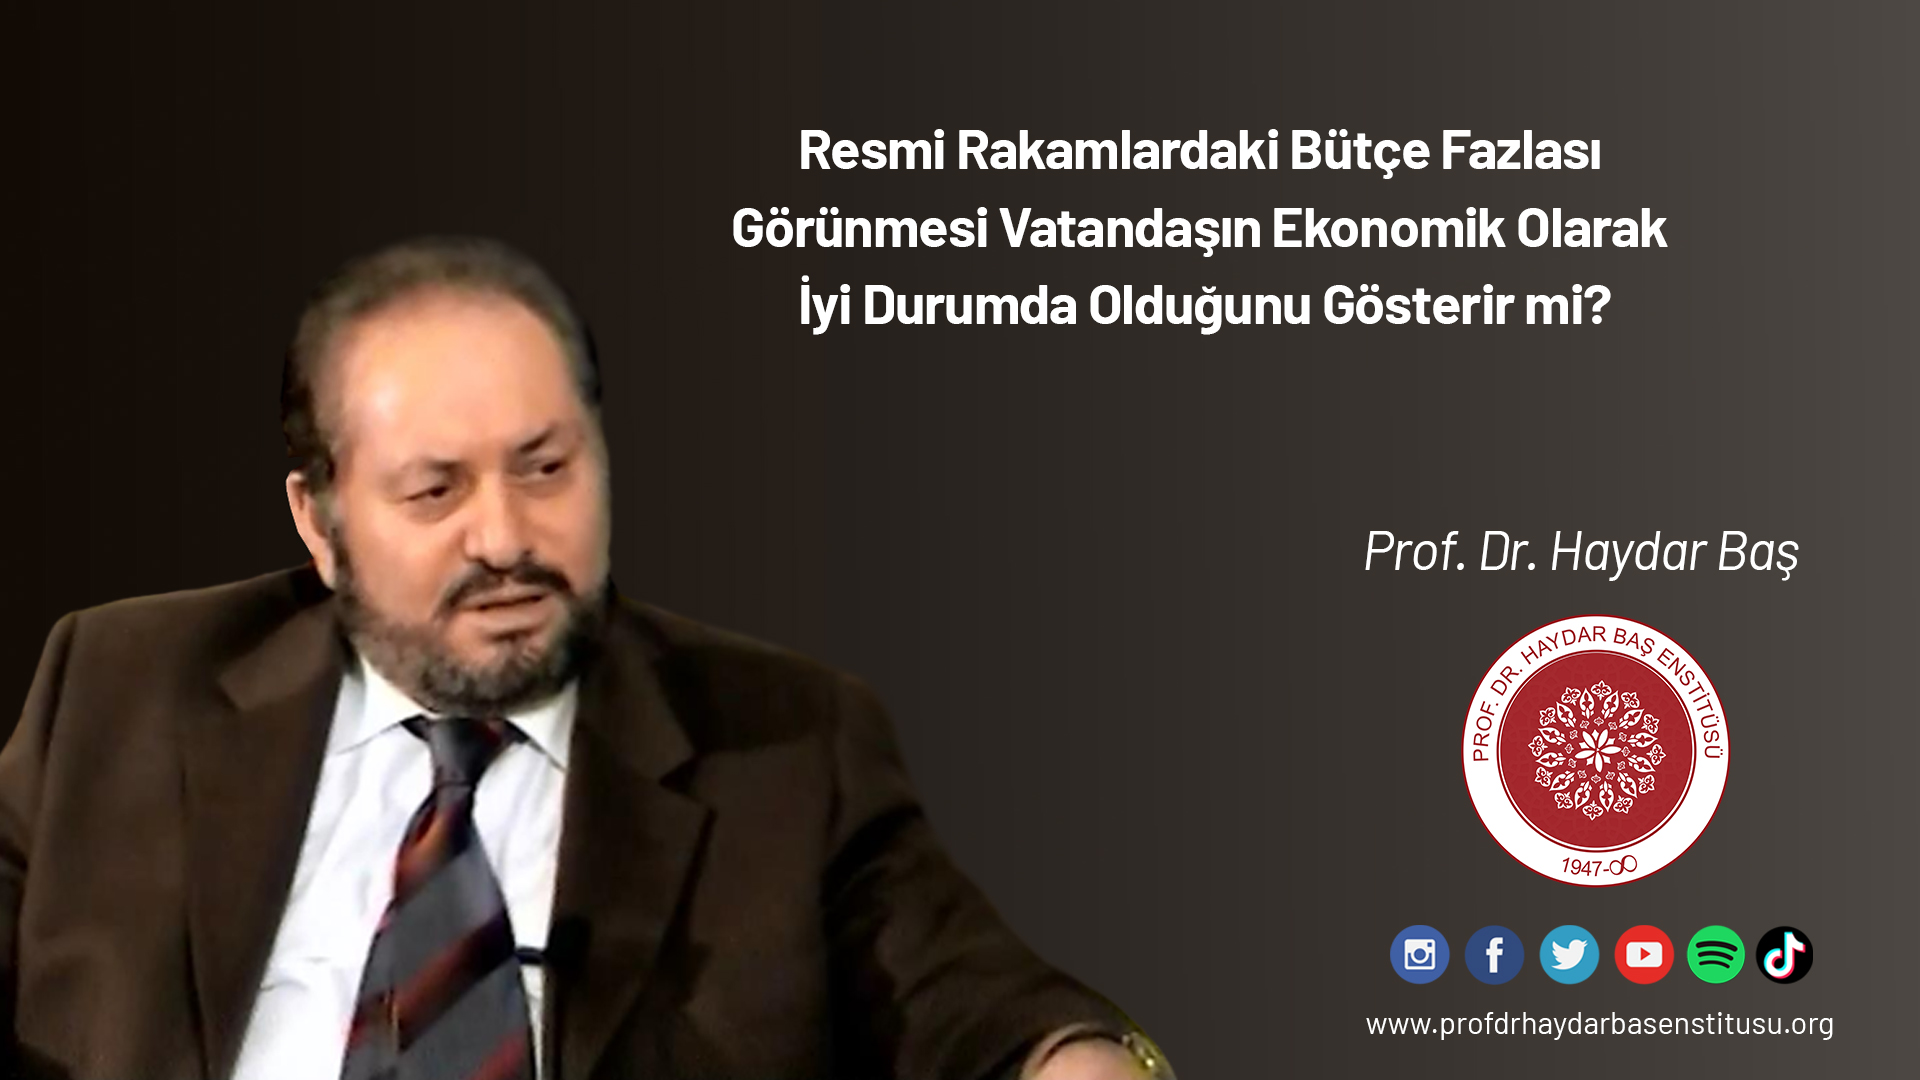 Resmi Rakamlardaki Bütçe Fazlası
Görünmesi Vatandaşın Ekonomik Olarak
İyi Durumda Olduğunu Gösterir mi?
Prof. Dr. Haydar Baş
PROF. DR. HAYDAR BAŞ ENSTİTÜSÜ
1947-∞
www.profdrhaydarbasenstitusu.org